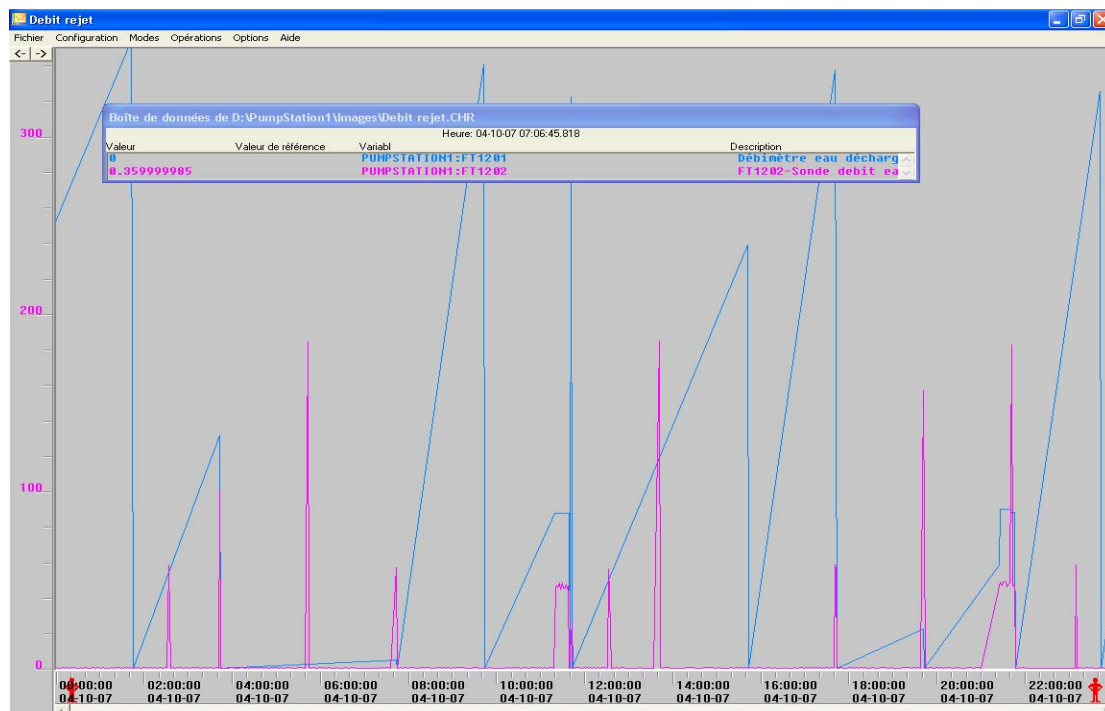 Debit rejet
Fichier Configuration Modes Opérations Options Aide
<- ->
Boîte de données de D:\PumpStation1\Images\Debit rejet.CHR
Heure: 04-10-07 07:06:45.818
Valeur Valeur de référence Variabl Description
0 PUMPSTATION1:FT1201 Débimètre eau décharg
0.359999985 PUMPSTATION1:FT1202 FT1202-Sonde debit ea
300
200
100
0
00:00:00 02:00:00 04:00:00 06:00:00 08:00:00 10:00:00 12:00:00 14:00:00 16:00:00 18:00:00 20:00:00 22:00:00
04-10-07 04-10-07 04-10-07 04-10-07 04-10-07 04-10-07 04-10-07 04-10-07 04-10-07 04-10-07 04-10-07 04-10-07